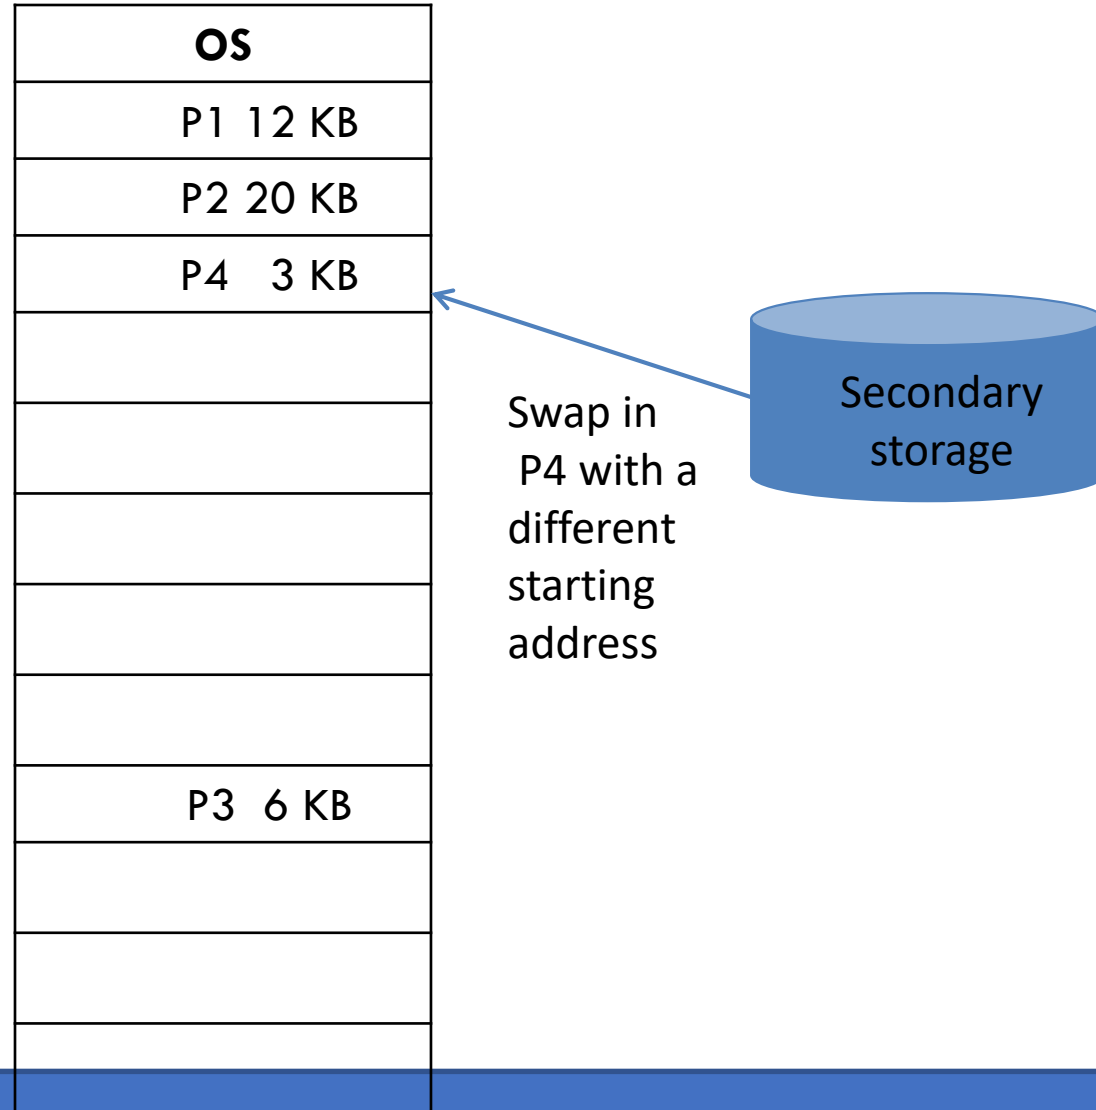 OS
P1 12 KB
P2 20 KB
P4 3 KB
Swap in
P4 with a
different
starting
address
Secondary
storage
P3 6 KB